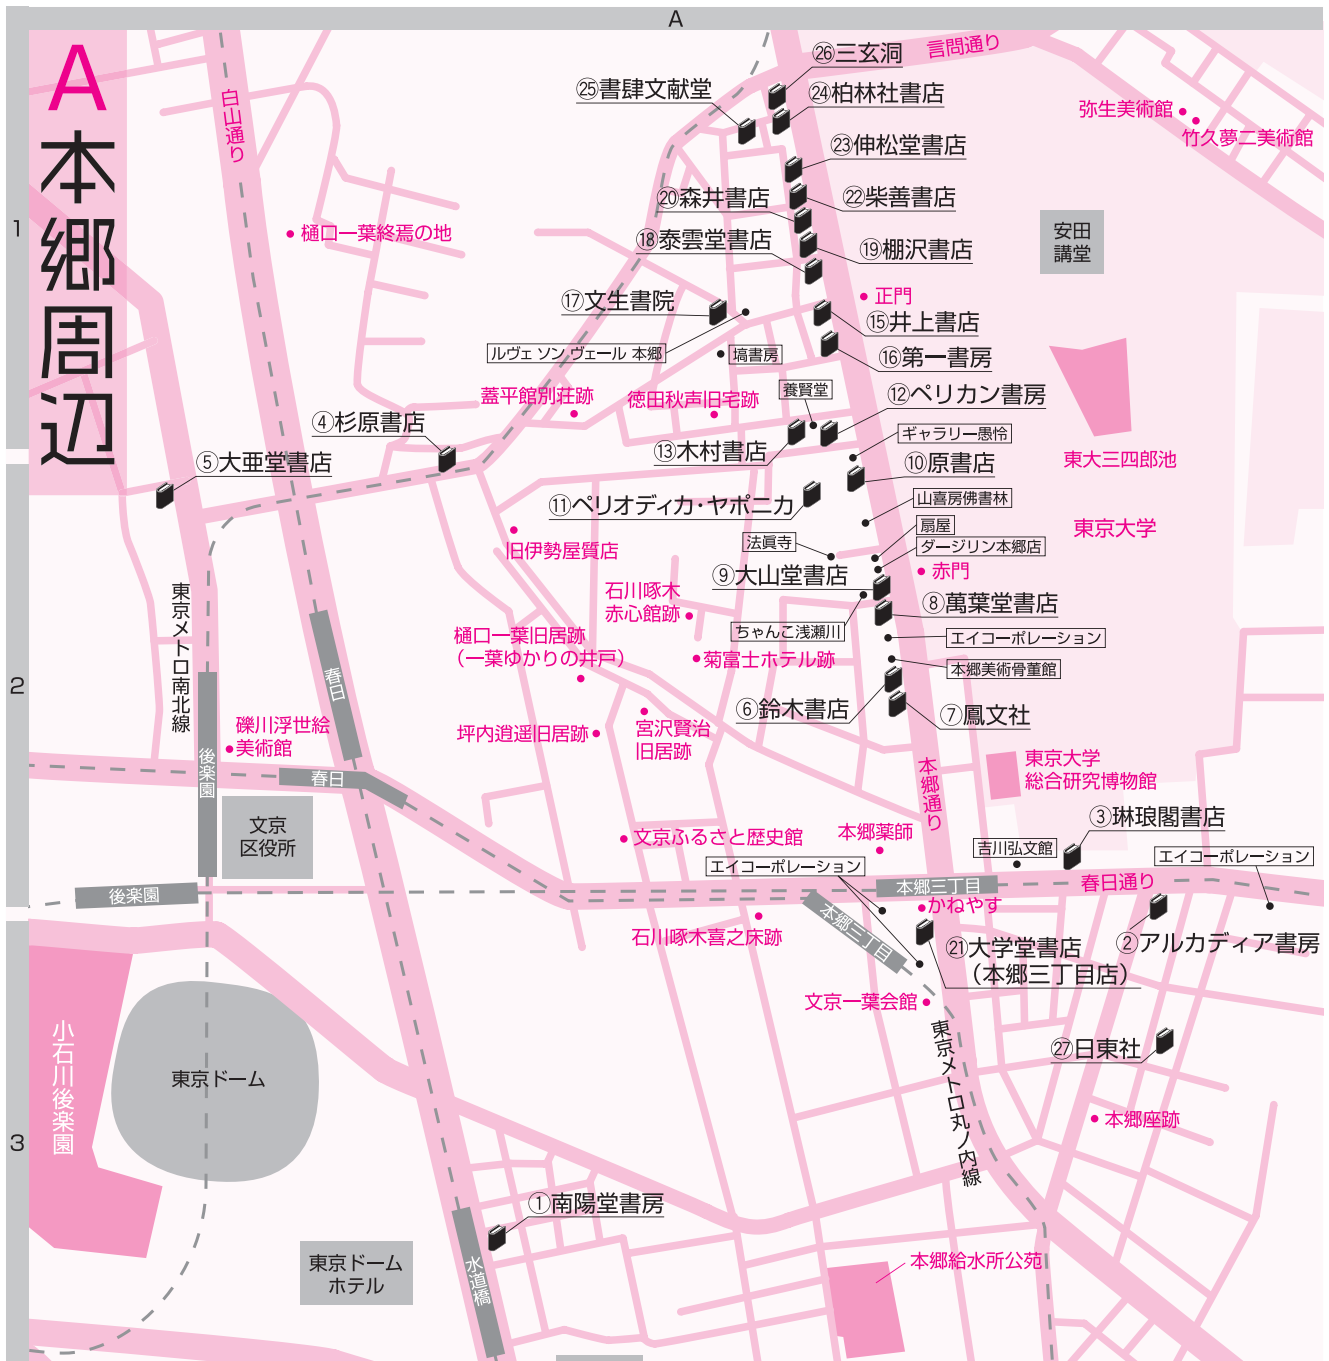 A
A
本郷周辺
1
2
3
白山通り
言問通り
㉖三玄洞
㉕書肆文献堂
㉔柏林社書店
弥生美術館
竹久夢二美術館
㉓伸松堂書店
⑳森井書店
㉒柴善書店
樋口一葉終焉の地
⑱泰雲堂書店
⑲棚沢書店
安田
講堂
⑰文生書院
正門
⑮井上書店
ルヴェ ソン ヴェール 本郷
塙書房
⑯第一書房
養賢堂
蓋平館別荘跡
徳田秋声旧宅跡
⑫ペリカン書房
④杉原書店
ギャラリー愚怜
⑬木村書店
東大三四郎池
⑤大亜堂書店
⑩原書店
⑪ペリオディカ・ヤポニカ
山喜房佛書林
東京大学
扇屋
旧伊勢屋質店
法眞寺
ダージリン本郷店
赤門
⑨大山堂書店
石川啄木
赤心館跡
⑧萬葉堂書店
東京メトロ南北線
ちゃんこ浅瀬川
エイコーポレーション
樋口一葉旧居跡
（一葉ゆかりの井戸）
菊富士ホテル跡
本郷美術骨董館
春日
⑥鈴木書店
⑦鳳文社
礫川浮世絵
美術館
坪内逍遥旧居跡
宮沢賢治
旧居跡
後楽園
春日
本郷通り
東京大学
総合研究博物館
文京
区役所
文京ふるさと歴史館
本郷薬師
③琳琅閣書店
吉川弘文館
エイコーポレーション
エイコーポレーション
後楽園
本郷三丁目
春日通り
かねやす
本郷三丁目
石川啄木喜之床跡
㉑大学堂書店
（本郷三丁目店）
②アルカディア書房
文京一葉会館
小石川後楽園
東京メトロ丸ノ内線
㉗日東社
東京ドーム
本郷座跡
①南陽堂書房
東京ドーム
ホテル
水道橋
本郷給水所公苑